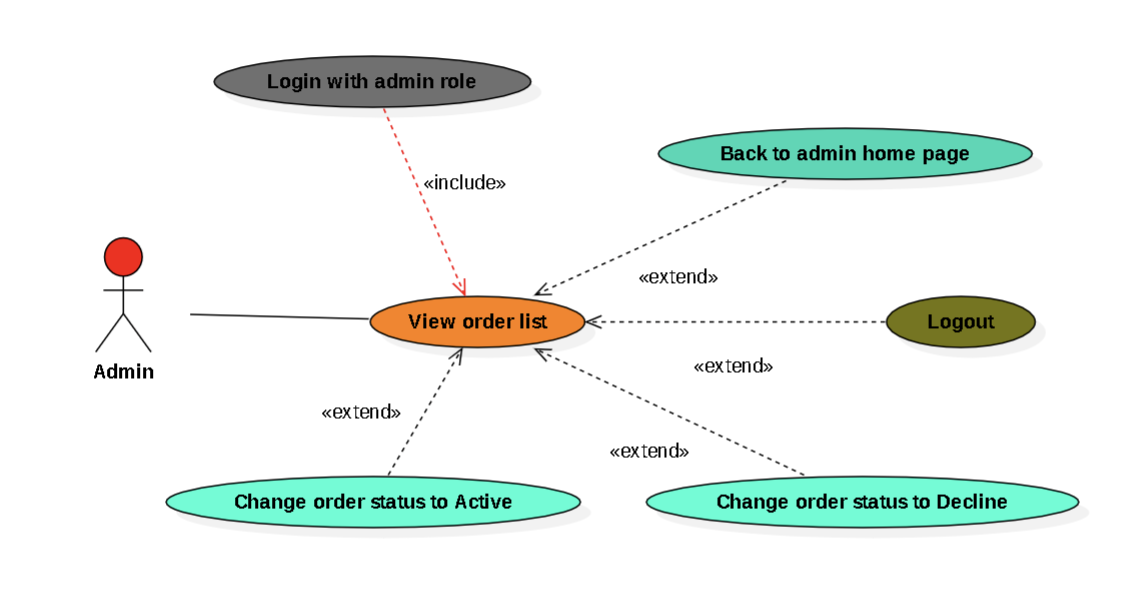 Login with admin role
Back to admin home page
«include»
«extend»
View order list
Logout
Admin
«extend»
«extend»
«extend»
Change order status to Active
Change order status to Decline